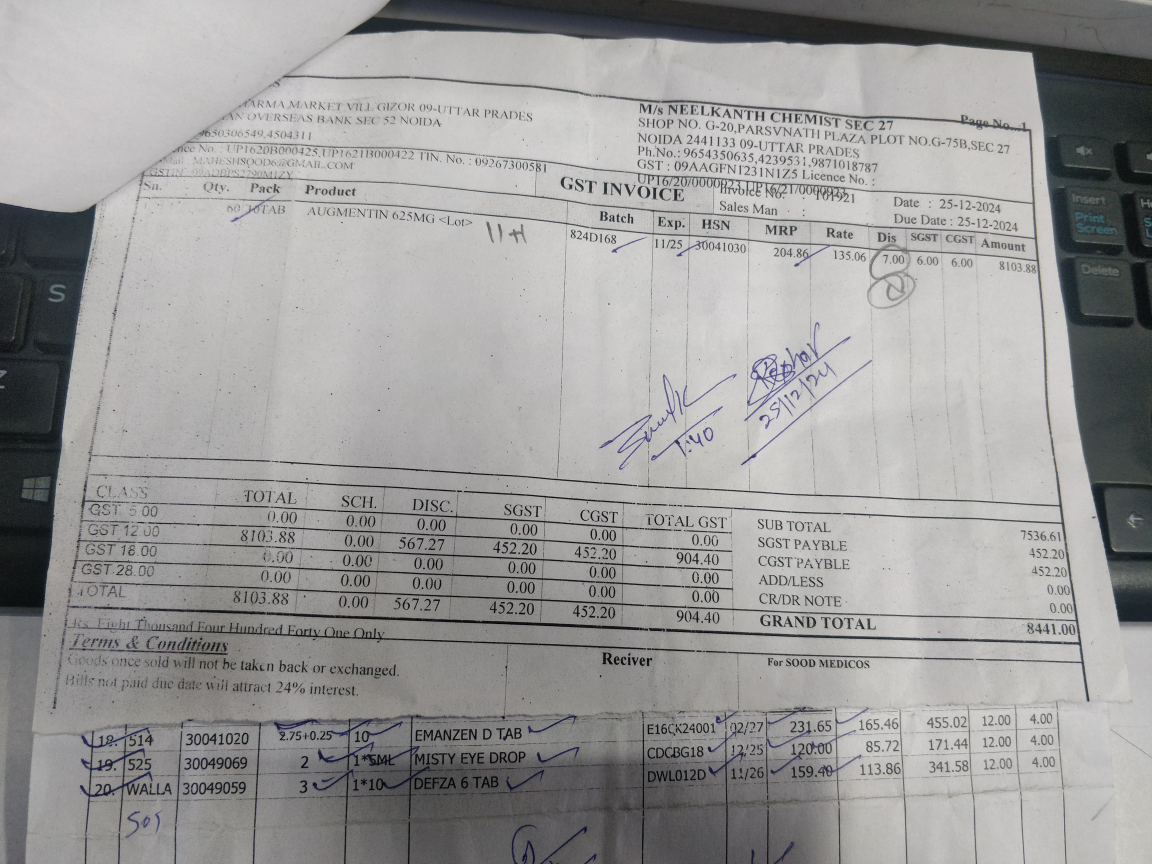 ARMA MARKET VILL GIZOR 09-UTTAR PRADES
AN OVERSEAS BANK SEC 52 NOIDA
9650306549,4504311
nce No.: UP1620B000425,UP1621B000422 TIN. No. : 09267300581
MAHESHSOOD6@GMAIL.COM
Page No..1
M/s NEELKANTH CHEMIST SEC 27
SHOP NO. G-20,PARSVNATH PLAZA PLOT NO.G-75B,SEC 27
NOIDA 2441133 09-UTTAR PRADES
Ph.No.:9654350635,4239531,9871018787
GST : 09AAGFN1231N1Z5 Licence No. :
UP16/20/0000923,UP16/21/0000923
GST INVOICE
Invoice No. : T01921
Sales Man :
Date : 25-12-2024
Due Date : 25-12-2024
Sn. Qty. Pack Product Batch Exp. HSN MRP Rate Dis SGST CGST Amount
60 10TAB AUGMENTIN 625MG <Lot> 824D168 11/25 30041030 204.86 135.06 7.00 6.00 6.00 8103.88
1:40
25/12/24
CLASS TOTAL SCH. DISC. SGST CGST TOTAL GST
GST 5.00 0.00 0.00 0.00 0.00 0.00 0.00
GST 12.00 8103.88 0.00 567.27 452.20 452.20 904.40
GST 18.00 0.00 0.00 0.00 0.00 0.00 0.00
GST 28.00 0.00 0.00 0.00 0.00 0.00 0.00
TOTAL 8103.88 0.00 567.27 452.20 452.20 904.40
SUB TOTAL 7536.61
SGST PAYBLE 452.20
CGST PAYBLE 452.20
ADD/LESS 0.00
CR/DR NOTE 0.00
GRAND TOTAL 8441.00
Rs. Eight Thousand Four Hundred Forty One Only
Terms & Conditions
Goods once sold will not be taken back or exchanged.
Bills not paid due date will attract 24% interest.
Reciver
For SOOD MEDICOS
18. 514 30041020 2.75+0.25 10 EMANZEN D TAB E16CK24001 02/27 231.65 165.46 455.02 12.00 4.00
19. 525 30049069 2 1*5ML MISTY EYE DROP CDCBG18 12/25 120.00 85.72 171.44 12.00 4.00
20. WALLA 30049059 3 1*10 DEFZA 6 TAB DWL012D 11/26 159.40 113.86 341.58 12.00 4.00
S
Insert
Print Screen
Delete